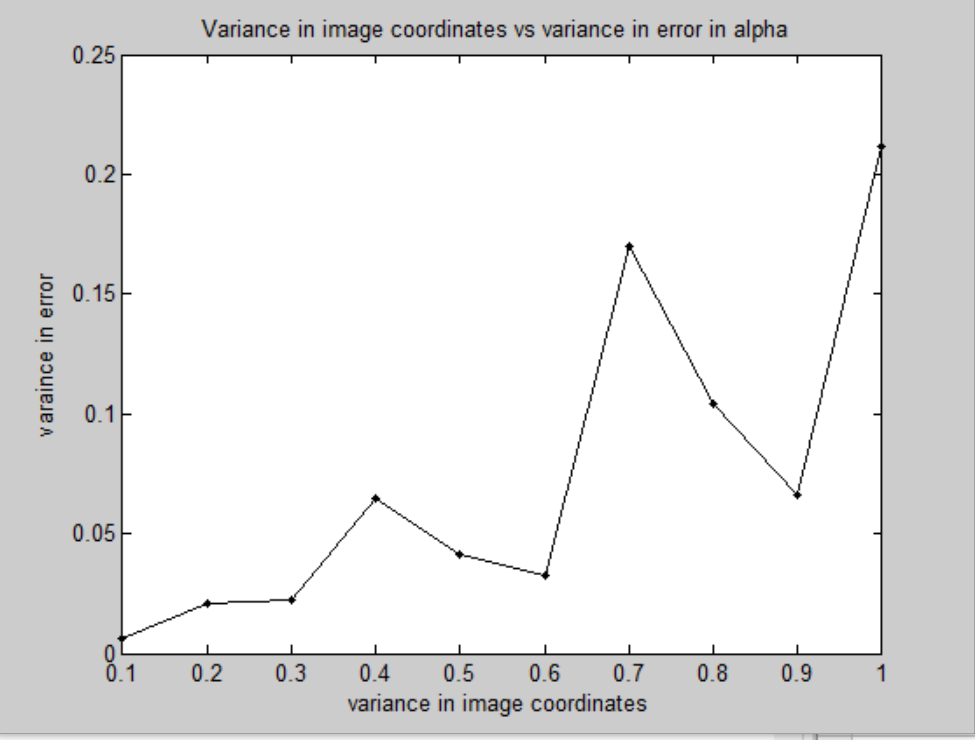 Variance in image coordinates vs variance in error in alpha
0.25
0.2
0.15
0.1
0.05
0
varaince in error
0.1 0.2 0.3 0.4 0.5 0.6 0.7 0.8 0.9 1
variance in image coordinates